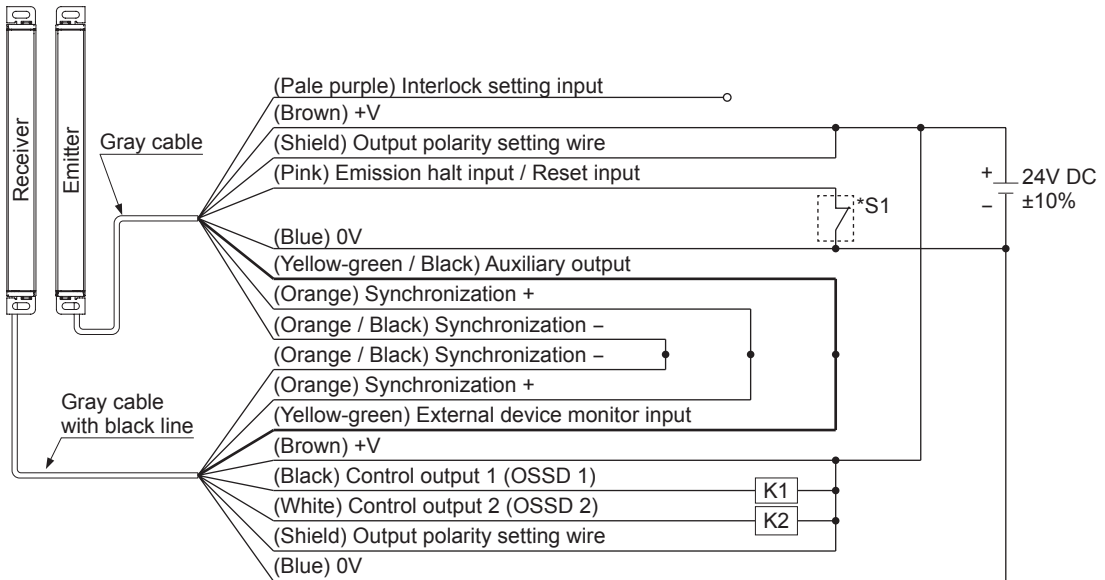 Receiver
Emitter
Gray cable
(Pale purple) Interlock setting input
(Brown) +V
(Shield) Output polarity setting wire
(Pink) Emission halt input / Reset input
+
24V DC
−
±10%
*S1
(Blue) 0V
(Yellow-green / Black) Auxiliary output
(Orange) Synchronization +
(Orange / Black) Synchronization −
(Orange / Black) Synchronization −
(Orange) Synchronization +
Gray cable
with black line
(Yellow-green) External device monitor input
(Brown) +V
(Black) Control output 1 (OSSD 1)
K1
(White) Control output 2 (OSSD 2)
K2
(Shield) Output polarity setting wire
(Blue) 0V